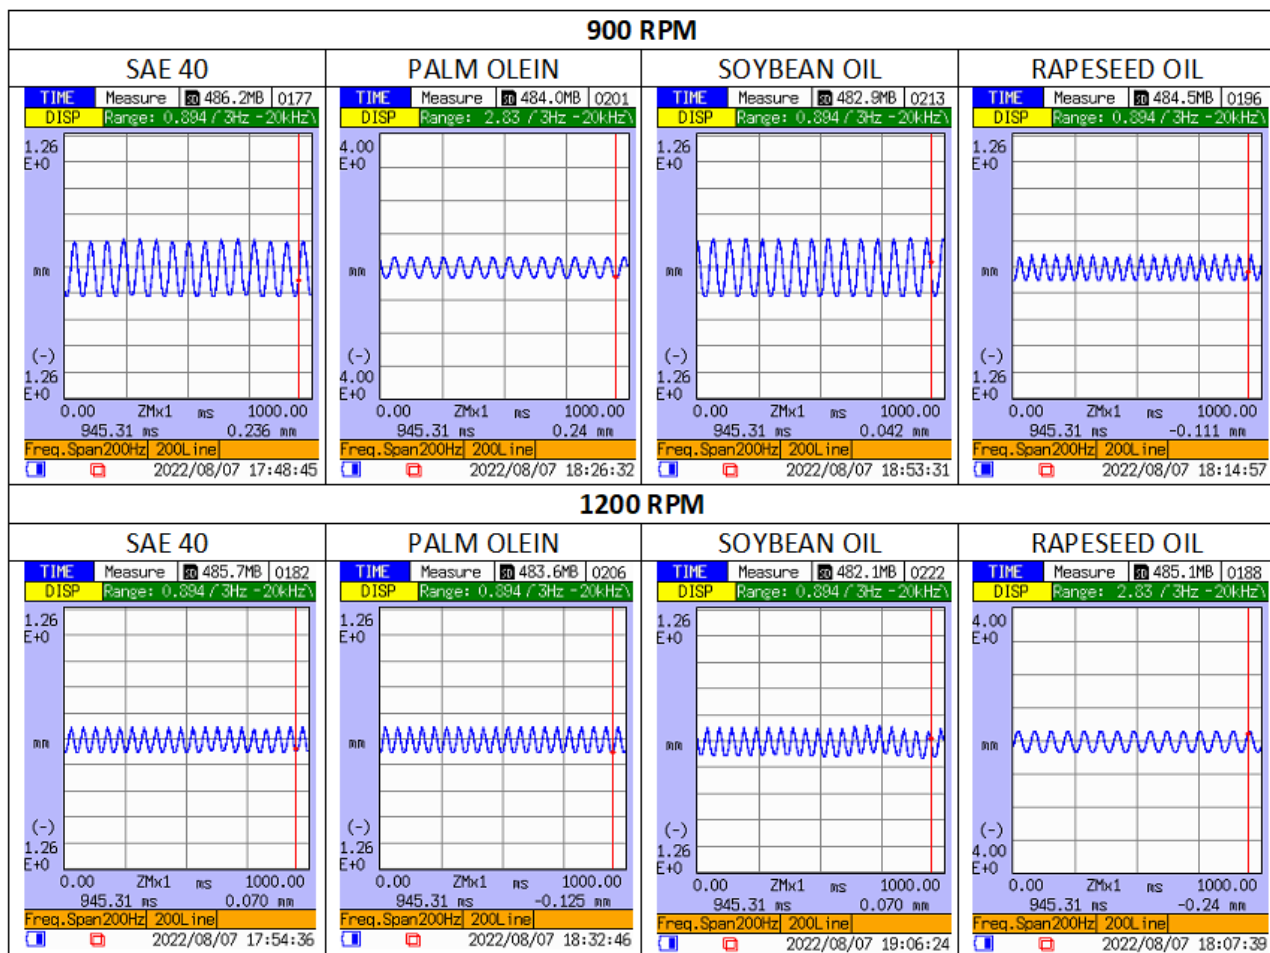 900 RPM
SAE 40
PALM OLEIN
SOYBEAN OIL
RAPESEED OIL
TIME Measure SD 486.2MB 0177
DISP Range: 0.894 / 3Hz -20kHz\
1.26
E+0
mm
(-)
1.26
E+0
0.00 ZMx1 ms 1000.00
945.31 ms 0.236 mm
Freq.Span200Hz 200Line
2022/08/07 17:48:45
TIME Measure SD 484.0MB 0201
DISP Range: 2.83 / 3Hz -20kHz\
4.00
E+0
mm
(-)
4.00
E+0
0.00 ZMx1 ms 1000.00
945.31 ms 0.24 mm
Freq.Span200Hz 200Line
2022/08/07 18:26:32
TIME Measure SD 482.9MB 0213
DISP Range: 0.894 / 3Hz -20kHz\
1.26
E+0
mm
(-)
1.26
E+0
0.00 ZMx1 ms 1000.00
945.31 ms 0.042 mm
Freq.Span200Hz 200Line
2022/08/07 18:53:31
TIME Measure SD 484.5MB 0196
DISP Range: 0.894 / 3Hz -20kHz\
1.26
E+0
mm
(-)
1.26
E+0
0.00 ZMx1 ms 1000.00
945.31 ms -0.111 mm
Freq.Span200Hz 200Line
2022/08/07 18:14:57
1200 RPM
SAE 40
PALM OLEIN
SOYBEAN OIL
RAPESEED OIL
TIME Measure SD 485.7MB 0182
DISP Range: 0.894 / 3Hz -20kHz\
1.26
E+0
mm
(-)
1.26
E+0
0.00 ZMx1 ms 1000.00
945.31 ms 0.070 mm
Freq.Span200Hz 200Line
2022/08/07 17:54:36
TIME Measure SD 483.6MB 0206
DISP Range: 0.894 / 3Hz -20kHz\
1.26
E+0
mm
(-)
1.26
E+0
0.00 ZMx1 ms 1000.00
945.31 ms -0.125 mm
Freq.Span200Hz 200Line
2022/08/07 18:32:46
TIME Measure SD 482.1MB 0222
DISP Range: 0.894 / 3Hz -20kHz\
1.26
E+0
mm
(-)
1.26
E+0
0.00 ZMx1 ms 1000.00
945.31 ms 0.070 mm
Freq.Span200Hz 200Line
2022/08/07 19:06:24
TIME Measure SD 485.1MB 0188
DISP Range: 2.83 / 3Hz -20kHz\
4.00
E+0
mm
(-)
4.00
E+0
0.00 ZMx1 ms 1000.00
945.31 ms -0.24 mm
Freq.Span200Hz 200Line
2022/08/07 18:07:39